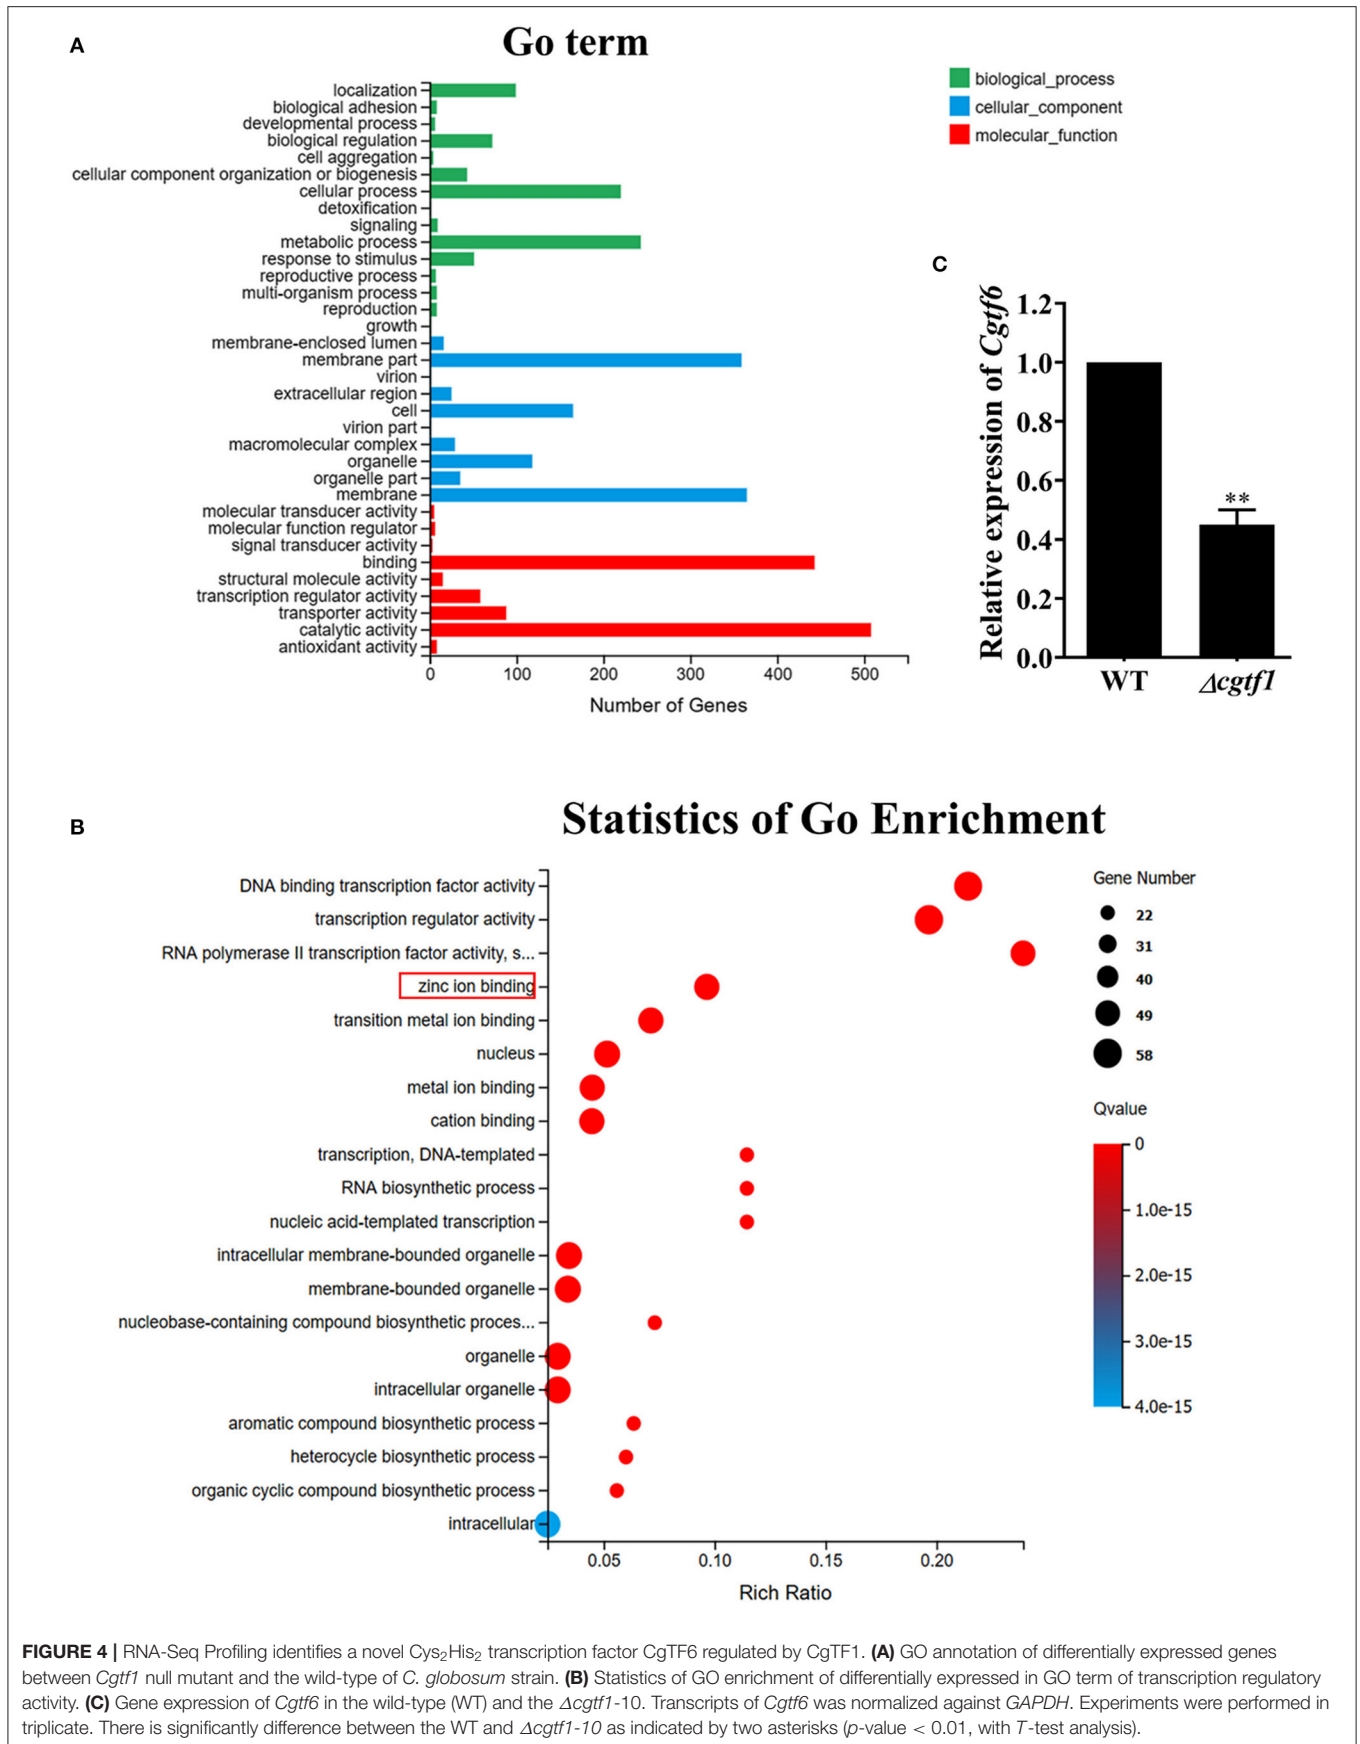 A
Go term
localization
biological adhesion
developmental process
biological regulation
cell aggregation
cellular component organization or biogenesis
cellular process
detoxification
signaling
metabolic process
response to stimulus
reproductive process
multi-organism process
reproduction
growth
membrane-enclosed lumen
membrane part
virion
extracellular region
cell
virion part
macromolecular complex
organelle
organelle part
membrane
molecular transducer activity
molecular function regulator
signal transducer activity
binding
structural molecule activity
transcription regulator activity
transporter activity
catalytic activity
antioxidant activity
0 100 200 300 400 500
Number of Genes
biological_process
cellular_component
molecular_function
C
Relative expression of Cgtf6
1.2
1.0
0.8
0.6
0.4
0.2
0.0
**
WT Δcgtf1
B
Statistics of Go Enrichment
DNA binding transcription factor activity
transcription regulator activity
RNA polymerase II transcription factor activity, s...
zinc ion binding
transition metal ion binding
nucleus
metal ion binding
cation binding
transcription, DNA-templated
RNA biosynthetic process
nucleic acid-templated transcription
intracellular membrane-bounded organelle
membrane-bounded organelle
nucleobase-containing compound biosynthetic proces...
organelle
intracellular organelle
aromatic compound biosynthetic process
heterocycle biosynthetic process
organic cyclic compound biosynthetic process
intracellular
0.05 0.10 0.15 0.20
Rich Ratio
Gene Number
22
31
40
49
58
Qvalue
0
1.0e-15
2.0e-15
3.0e-15
4.0e-15
FIGURE 4 | RNA-Seq Profiling identifies a novel Cys₂His₂ transcription factor CgTF6 regulated by CgTF1. (A) GO annotation of differentially expressed genes
between Cgtf1 null mutant and the wild-type of C. globosum strain. (B) Statistics of GO enrichment of differentially expressed in GO term of transcription regulatory
activity. (C) Gene expression of Cgtf6 in the wild-type (WT) and the Δcgtf1-10. Transcripts of Cgtf6 was normalized against GAPDH. Experiments were performed in
triplicate. There is significantly difference between the WT and Δcgtf1-10 as indicated by two asterisks (p-value < 0.01, with T-test analysis).